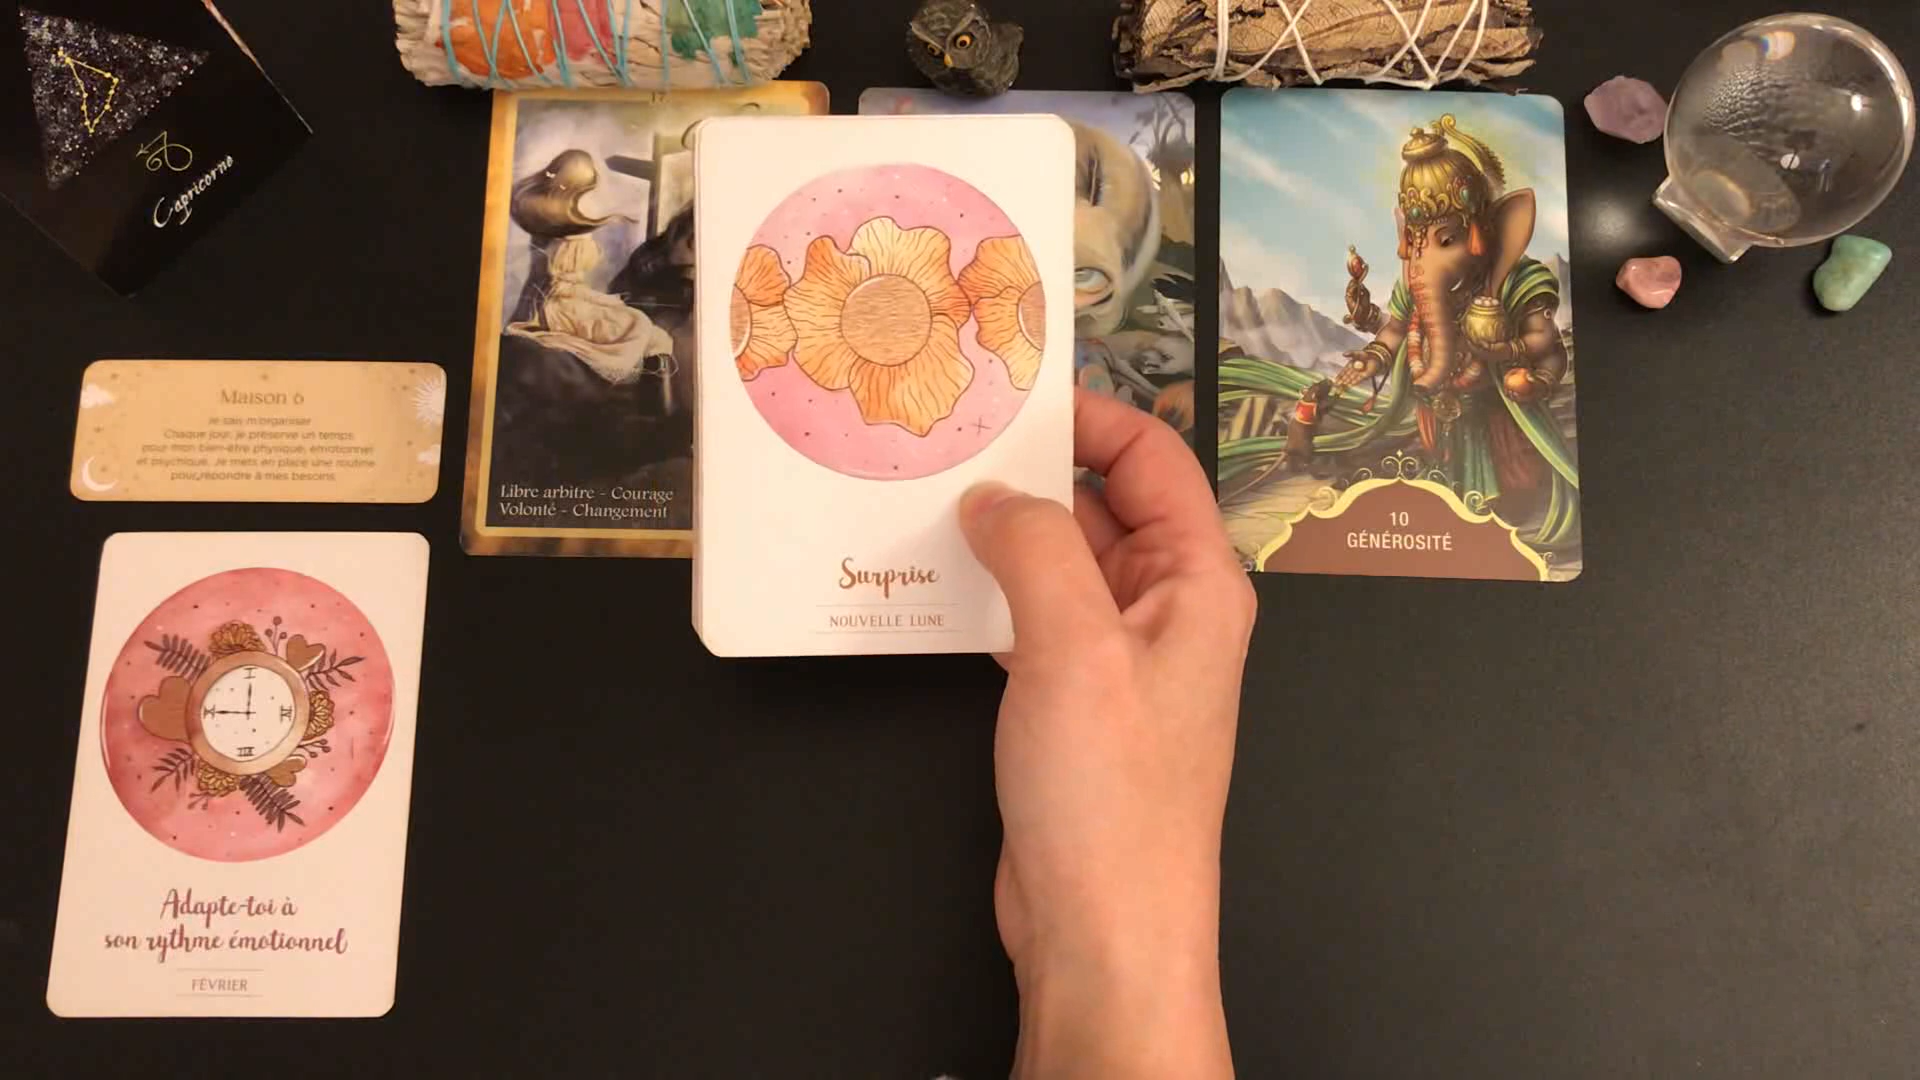 Capricorne
Maison 6
Je sais m'organiser
Chaque jour, je préserve un temps
pour mon bien-être physique, émotionnel
et psychique. Je mets en place une routine
pour répondre à mes besoins.
Adapte-toi à
son rythme émotionnel
FÉVRIER
17
Libre arbitre - Courage
Volonté - Changement
Surprise
NOUVELLE LUNE
10
GÉNÉROSITÉ